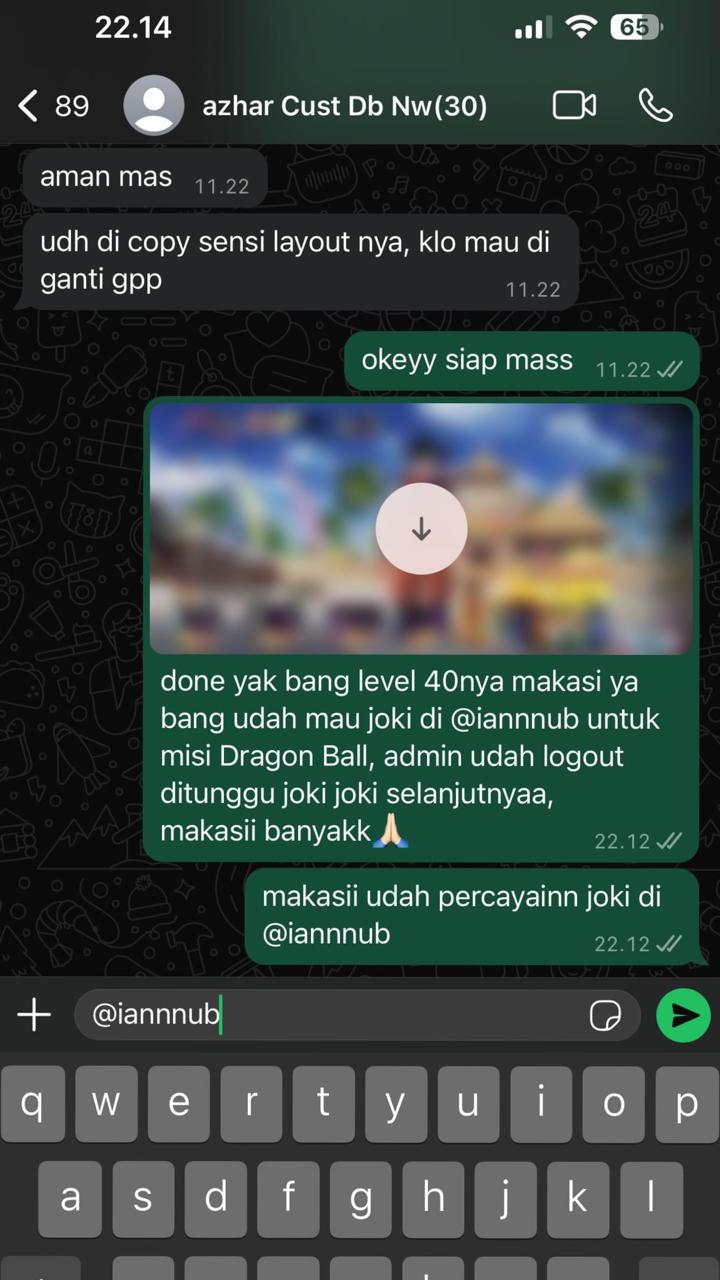 22.14
65
89
azhar Cust Db Nw(30)
aman mas 11.22
udh di copy sensi layout nya, klo mau di
ganti gpp 11.22
okeyy siap mass 11.22
done yak bang level 40nya makasi ya
bang udah mau joki di @iannnub untuk
misi Dragon Ball, admin udah logout
ditunggu joki joki selanjutnyaa,
makasii banyakk🙏🏻 22.12
makasii udah percayainn joki di
@iannnub 22.12
@iannnub
q w e r t y u i o p
a s d f g h j k l